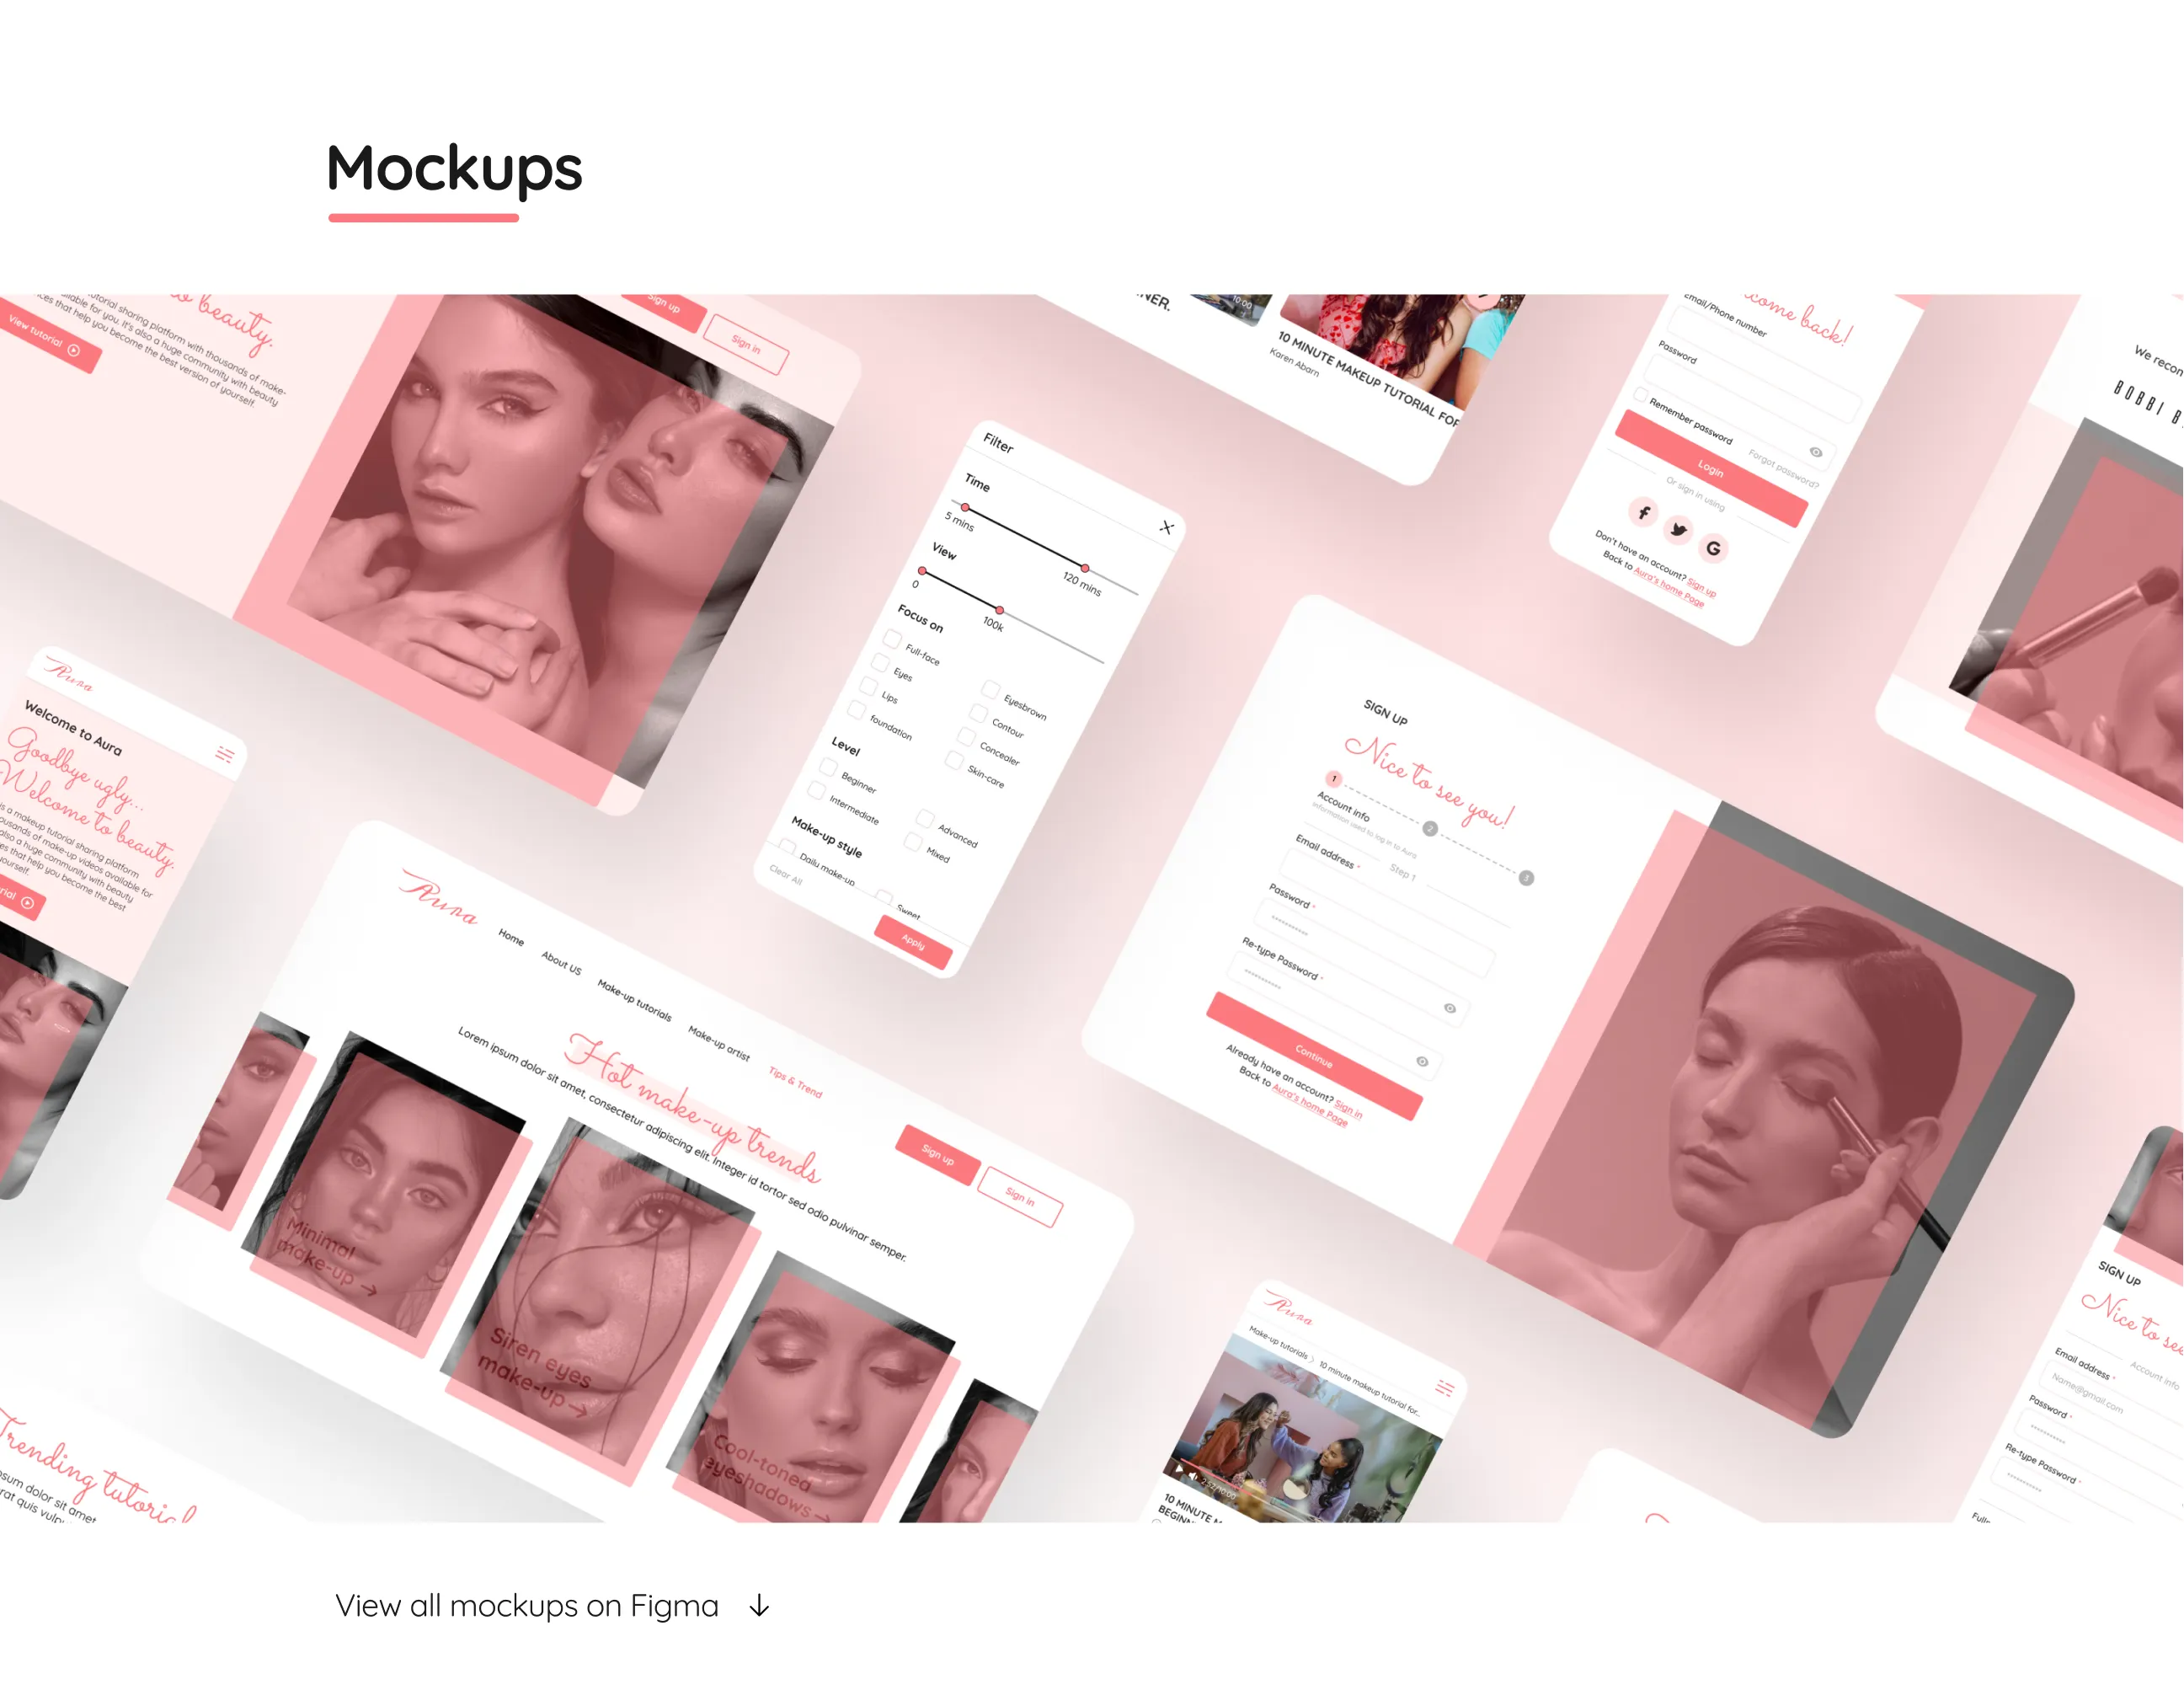 Mockups
to beauty.
tutorial sharing platform with thousands of make-
available for you. It's also a huge community with beauty
that help you become the best version of yourself.
View tutorial
Sign up
Sign in
10:00
10 MINUTE MAKEUP TUTORIAL FOR
Karen Abarn
come back!
Email/Phone number
Password
Remember password
Forgot password?
Login
Or sign in using
Don't have an account? Sign up
Back to Aura's home Page
We recom
BOBBI B
Filter
Time
5 mins
120 mins
View
0
100k
Focus on
Full-face
Eyes
Lips
foundation
Eyesbrown
Contour
Concealer
Skin-care
Level
Beginner
Intermediate
Advanced
Mixed
Make-up style
Daily make-up
Sweet
Clear All
Apply
Aura
Welcome to Aura
Goodbye ugly...
Welcome to beauty.
is a makeup tutorial sharing platform
thousands of make-up videos available for
also a huge community with beauty
that help you become the best
yourself.
SIGN UP
Nice to see you!
1
2
3
Account info
Information used to log in to Aura
Step 1
Email address *
Password *
Re-type Password *
Continue
Already have an account? Sign in
Back to Aura's home Page
Aura
Home
About US
Make-up tutorials
Make-up artist
Tips & Trend
Sign up
Sign in
Hot make-up trends
Lorem ipsum dolor sit amet, consectetur adipiscing elit. Integer id tortor sed odio pulvinar semper.
Minimal
make-up →
Siren eyes
make-up →
Cool-toned
eyeshadows →
Aura
Make-up tutorials > 10 minute makeup tutorial for...
10 MINUTE M
BEGINN
SIGN UP
Nice to see
Account info
Email address *
Name@gmail.com
Password *
Re-type Password *
Trending tutorial
ipsum dolor sit amet
rat quis vulp
View all mockups on Figma ↓